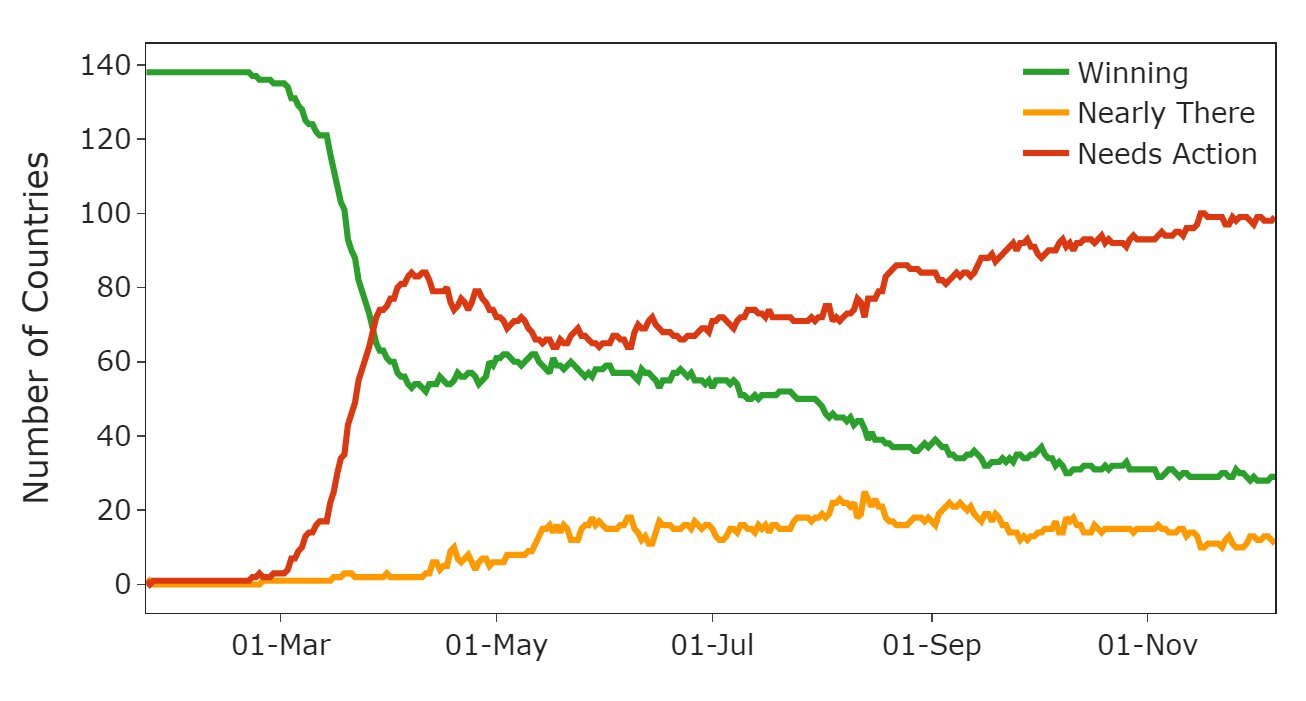 Number of Countries
140
120
100
80
60
40
20
0
Winning
Nearly There
Needs Action
01-Mar 01-May 01-Jul 01-Sep 01-Nov